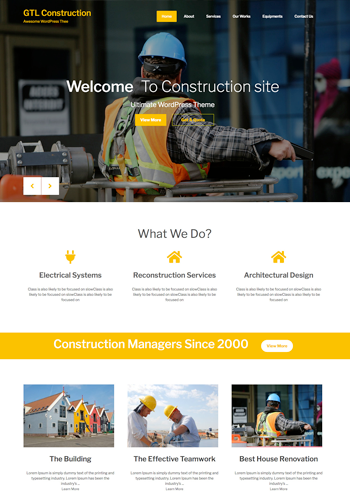 GTL Construction
Awesome WordPress Thee
Home About Services Our Works Equipments Contact Us
Welcome To Construction site
Ultimate WordPress Theme
View More
What We Do?
Electrical Systems
Class is also likely to be focused on slowClass is also
likely to be focused on slowClass is also likely to be
focused on
Reconstruction Services
Class is also likely to be focused on slowClass is also
likely to be focused on slowClass is also likely to be
focused on
Architectural Design
Class is also likely to be focused on slowClass is also
likely to be focused on slowClass is also likely to be
focused on
Construction Managers Since 2000
View More
The Building
Lorem Ipsum is simply dummy text of the printing and
typesetting industry. Lorem Ipsum has been the
industry's ...
Learn More
The Effective Teamwork
Lorem Ipsum is simply dummy text of the printing and
typesetting industry. Lorem Ipsum has been the
industry's ...
Learn More
Best House Renovation
Lorem Ipsum is simply dummy text of the printing and
typesetting industry. Lorem Ipsum has been the
industry's ...
Learn More